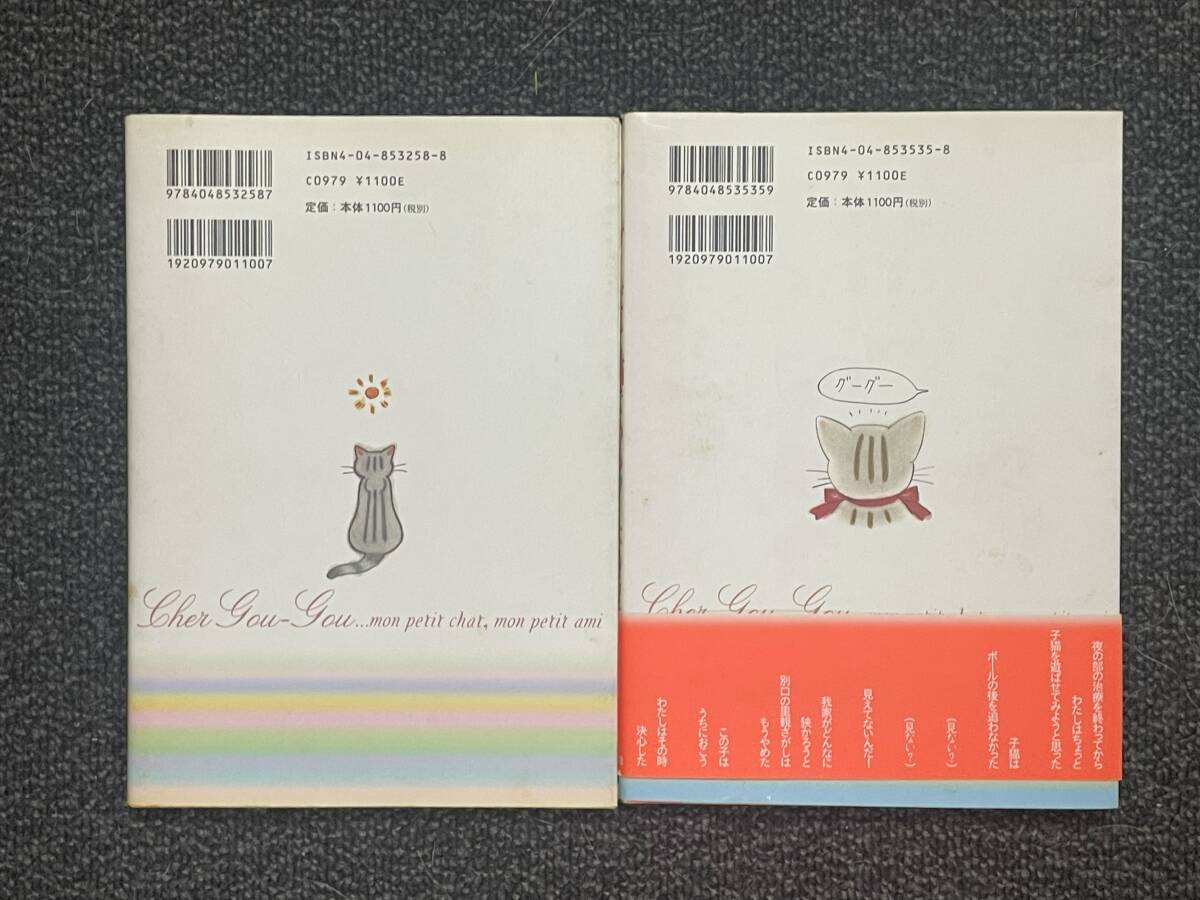 ISBN4-04-853258-8
9784048532587
C0979 ¥1100E
定価：本体1100円(税別)
1920979011007
Cher Gou-Gou...mon petit chat, mon petit ami
ISBN4-04-853535-8
9784048535359
C0979 ¥1100E
定価：本体1100円(税別)
1920979011007
グーグー
Cher Gou-Gou
夜の部の治療を終わってから
わたしはちょっと
子猫を遊ばせてみようと思った
子猫は
ボールの後を追わなかった
(見ない?)
(見ない?)
見えてないんだー
我家がどんなに
狭かろうと
別口の里親さがしは
もうやめた
この子は
うちにおこう
わたしはその時
決心した